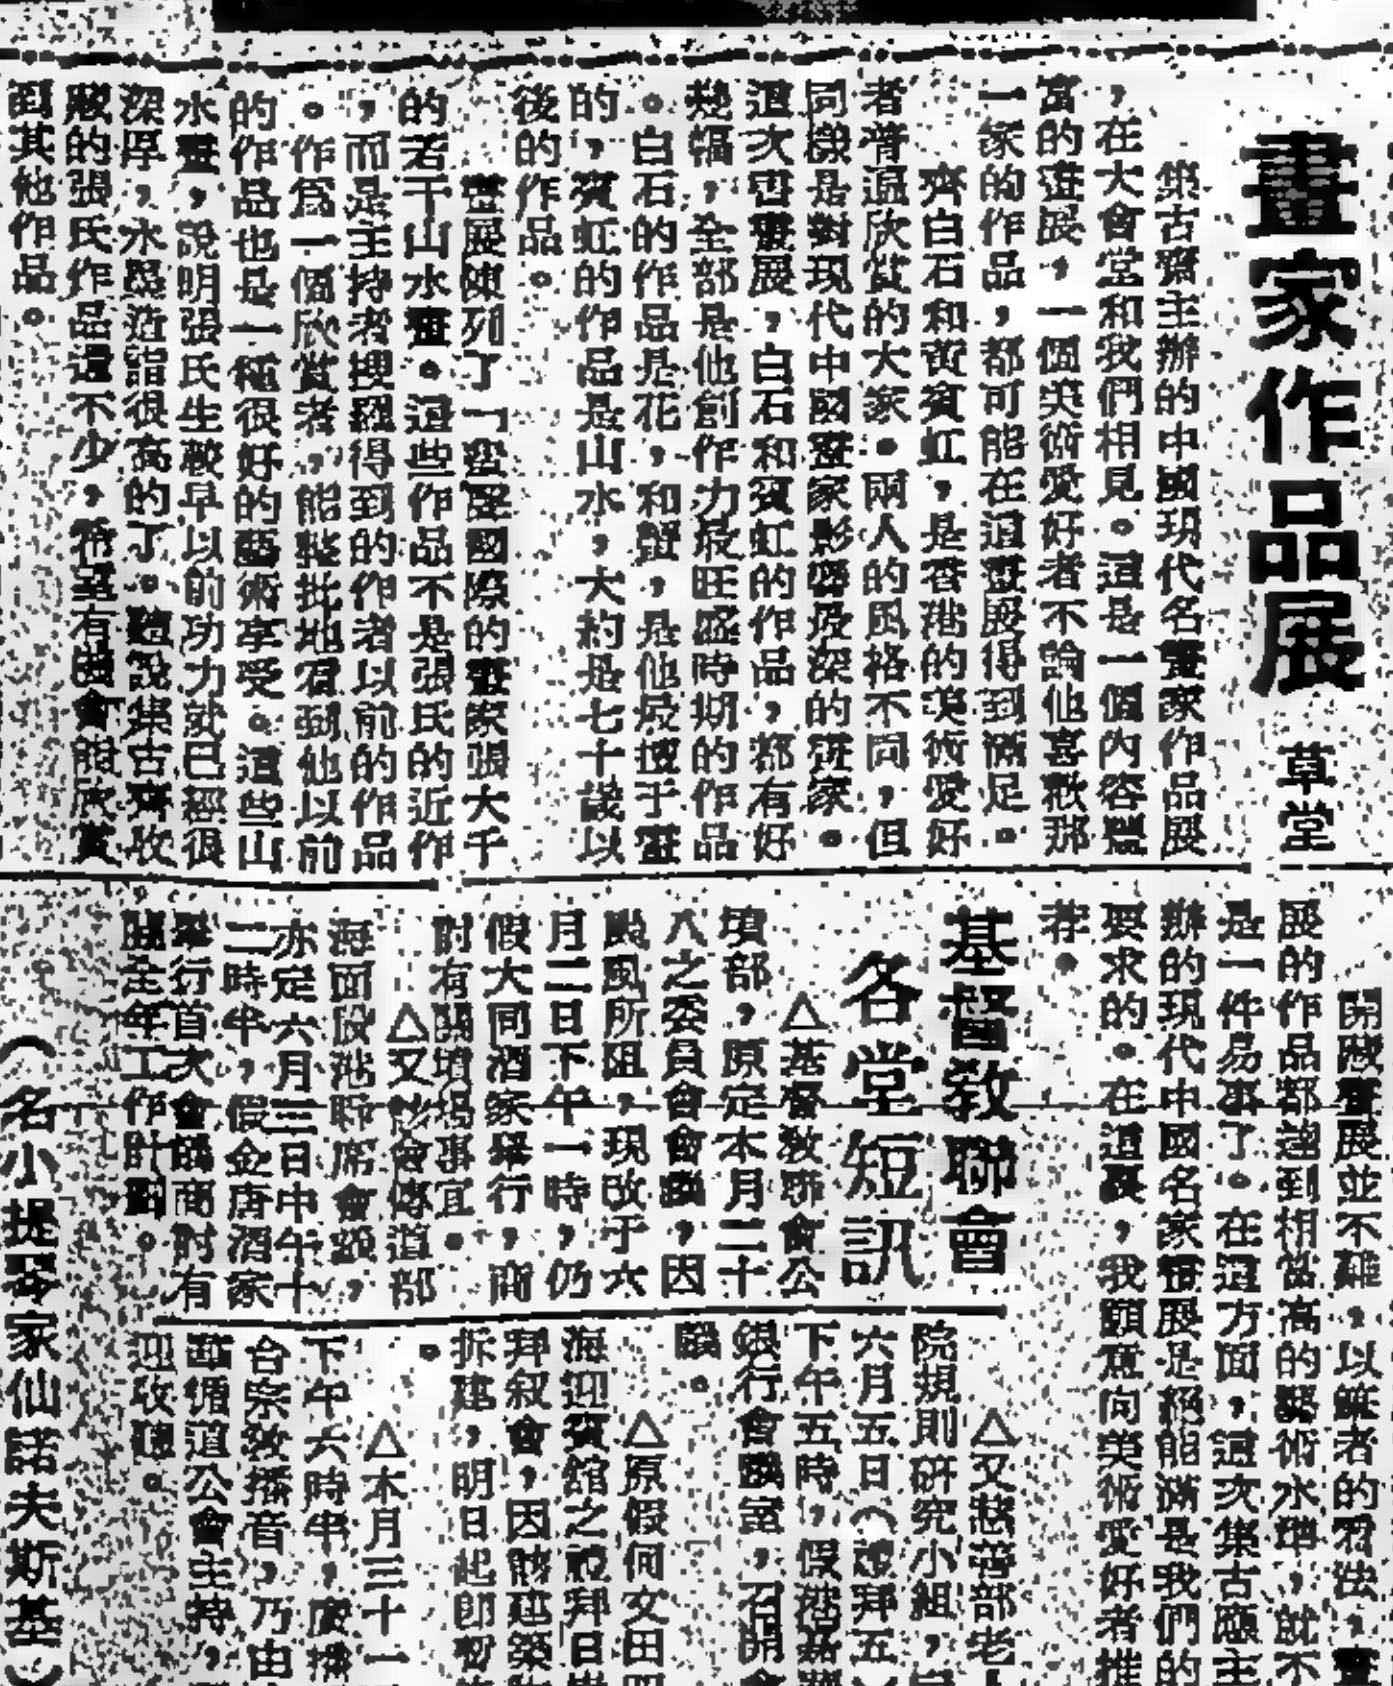 畫家作品展
草堂
集古齋主辦的中國現代名畫家作品展
，在大會堂和我們相見。這是一個內容豐
富的畫展，一個美術愛好者不論他喜歡那
一家的作品，都可能在這畫展得到滿足。
齊白石和黃賓虹，是香港的美術愛好
者普遍欣賞的大家。兩人的風格不同，但
同樣是對現代中國畫家影響及深的畫家。
這次書畫展，白石和賓虹的作品，都有好
幾幅，全部是他創作力最旺盛時期的作品
。白石的作品是花，和蟹，是他最擅于畫
的，賓虹的作品是山水，大約是七十歲以
後的作品。
畫展陳列了一些蜚聲國際的畫家張大千
的若干山水畫。這些作品不是張氏的近作
，而是主持者搜羅得到的作者以前的作品
。作爲一個欣賞者，能整批地看到他以前
的作品也是一種很好的藝術享受。這些山
水畫，說明張氏生較早以前功力就已經很
深厚，水墨造詣很高的了。聽說集古齋收
藏的張氏作品還不少，希望有機會能欣賞
到其他作品。
開個畫展並不難，以筆者的看法，
展的作品都達到相當高的藝術水準，就不
是一件易事了。在這方面，這次集古齋主
辦的現代中國名家畫展是絕能滿足我們的
要求的。在這裏，我願意向美術愛好者推
荐。
基督教聯會
各堂短訊
△基督教聯會公
墳部，原定本月二十
八之委員會會議，因
颱風所阻，現改于六
月二日下午一時，仍
假大同酒家舉行，商
討有關墳場事宜。
△又該會傳道部
海面設港聯席會議，
亦定六月三日中午十
二時半，假金唐酒家
舉行首次會議商討有
關全年工作計劃。
△又慈善部老
院規則研究小組，
六月五日（禮拜五）
下午五時，假
銀行會議室，召開會
議。
△原假何文田
海迎賓館之禮拜日
拜叙會，因該建築
拆建，明日起即暫
。
△本月三十一
下午六時半，廣播
台宗教播音，乃由
循道公會主持，
迎收聽。
（名小提琴家仙諾夫斯基）